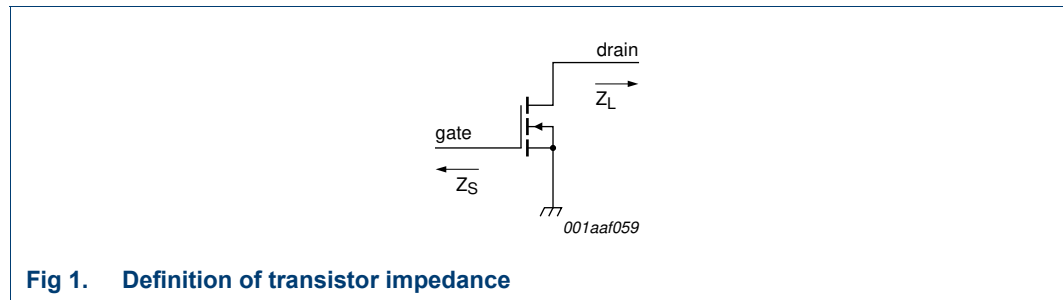 drain
Z_L
gate
Z_S
001aaf059
Fig 1. Definition of transistor impedance